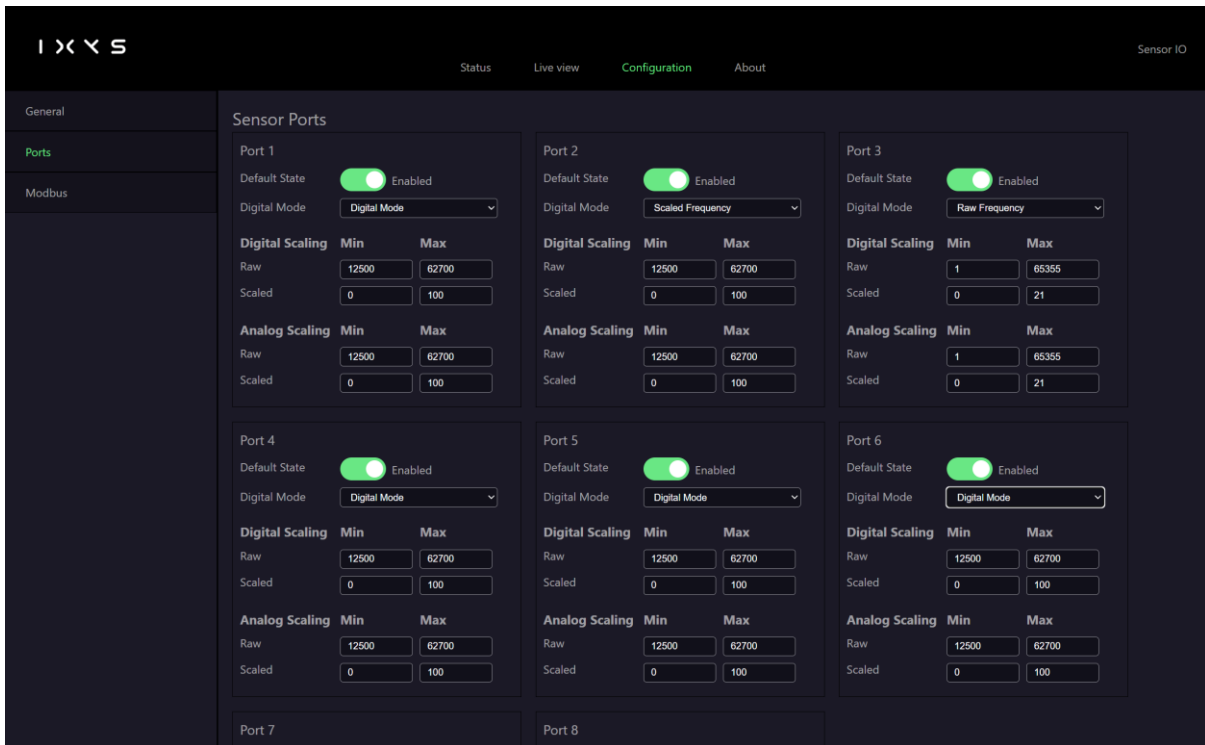 IXYS
Sensor IO
Status Live view Configuration About
General
Ports
Modbus
Sensor Ports
Port 1
Default State Enabled
Digital Mode Digital Mode
Digital Scaling Min Max
Raw 12500 62700
Scaled 0 100
Analog Scaling Min Max
Raw 12500 62700
Scaled 0 100
Port 2
Default State Enabled
Digital Mode Scaled Frequency
Digital Scaling Min Max
Raw 12500 62700
Scaled 0 100
Analog Scaling Min Max
Raw 12500 62700
Scaled 0 100
Port 3
Default State Enabled
Digital Mode Raw Frequency
Digital Scaling Min Max
Raw 1 65355
Scaled 0 21
Analog Scaling Min Max
Raw 1 65355
Scaled 0 21
Port 4
Default State Enabled
Digital Mode Digital Mode
Digital Scaling Min Max
Raw 12500 62700
Scaled 0 100
Analog Scaling Min Max
Raw 12500 62700
Scaled 0 100
Port 5
Default State Enabled
Digital Mode Digital Mode
Digital Scaling Min Max
Raw 12500 62700
Scaled 0 100
Analog Scaling Min Max
Raw 12500 62700
Scaled 0 100
Port 6
Default State Enabled
Digital Mode Digital Mode
Digital Scaling Min Max
Raw 12500 62700
Scaled 0 100
Analog Scaling Min Max
Raw 12500 62700
Scaled 0 100
Port 7
Port 8